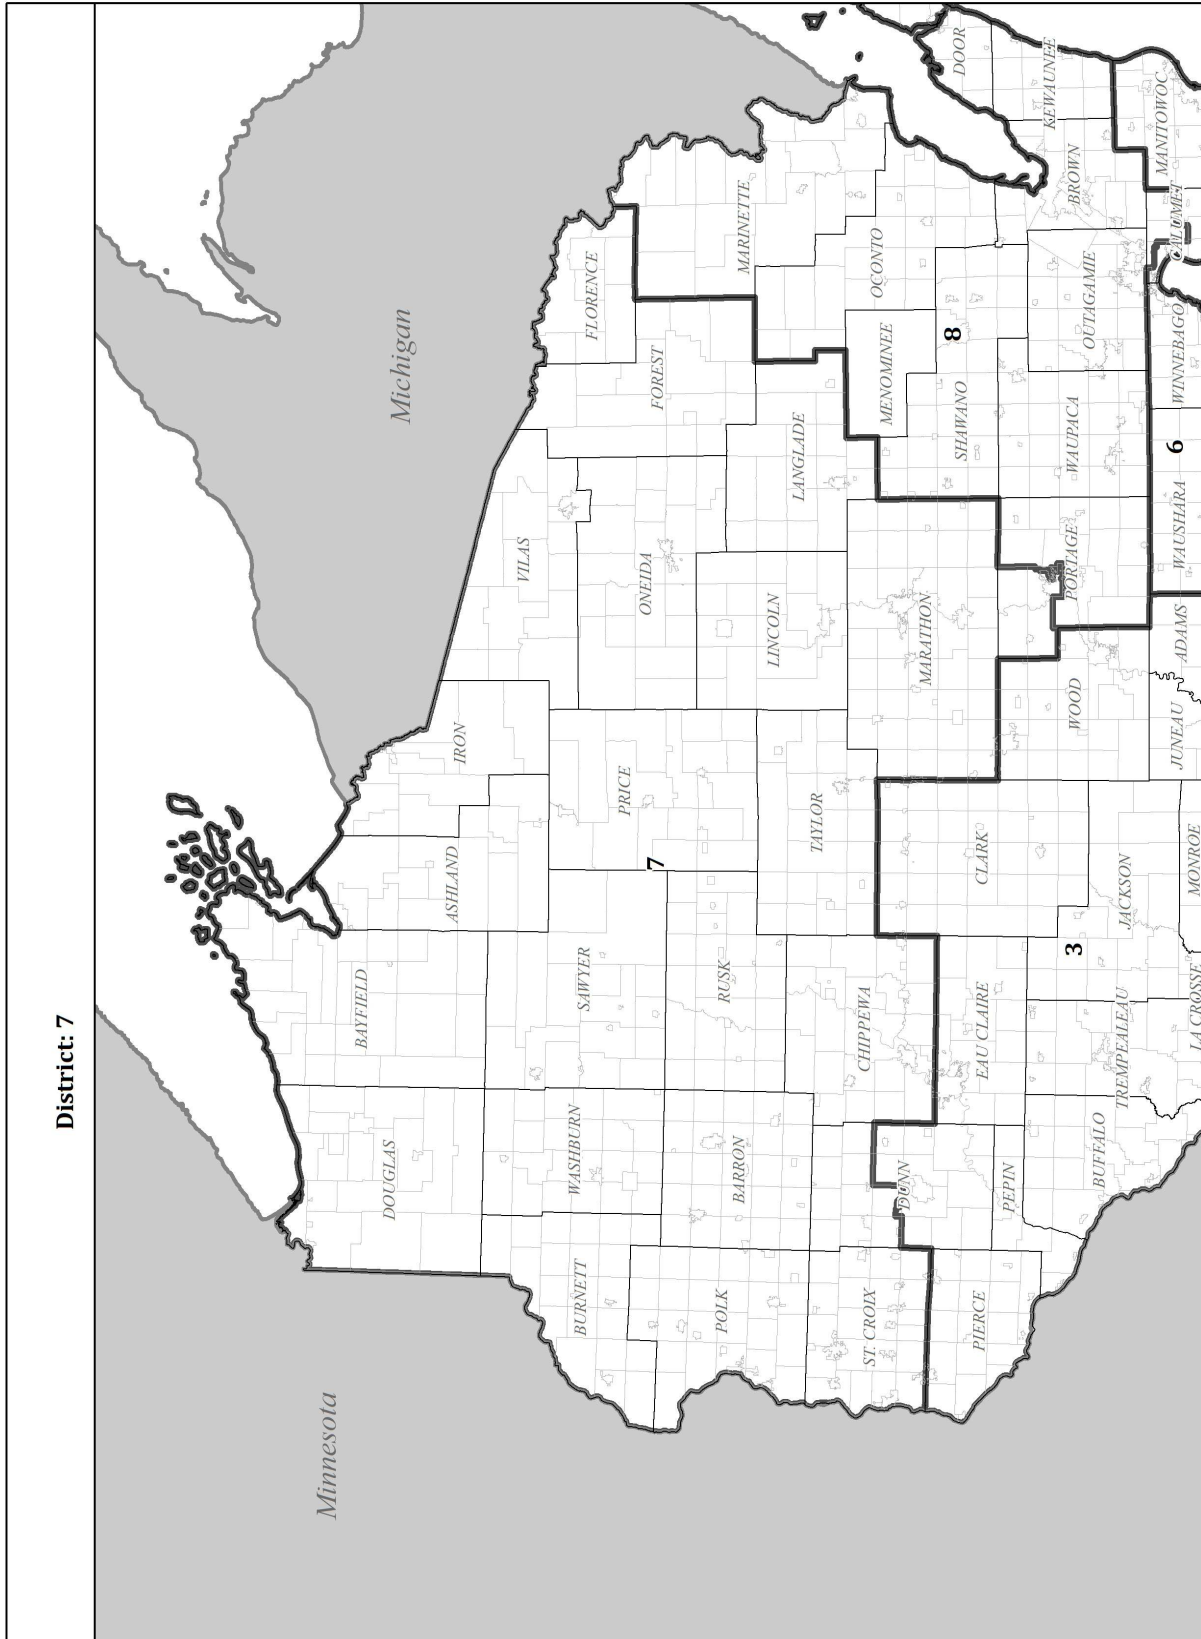 District: 7
Minnesota
Michigan
DOUGLAS
BAYFIELD
ASHLAND
IRON
VILAS
FLORENCE
BURNETT
WASHBURN
SAWYER
PRICE
ONEIDA
FOREST
MARINETTE
7
POLK
BARRON
RUSK
TAYLOR
LINCOLN
LANGLADE
ST. CROIX
DUNN
CHIPPEWA
CLARK
MARATHON
MENOMINEE
OCONTO
SHAWANO
8
DOOR
PIERCE
PEPIN
EAU CLAIRE
3
WOOD
PORTAGE
WAUPACA
OUTAGAMIE
BROWN
KEWAUNEE
BUFFALO
TREMPEALEAU
JACKSON
JUNEAU
ADAMS
WAUSHARA
6
WINNEBAGO
CALUMET
MANITOWOC
LA CROSSE
MONROE